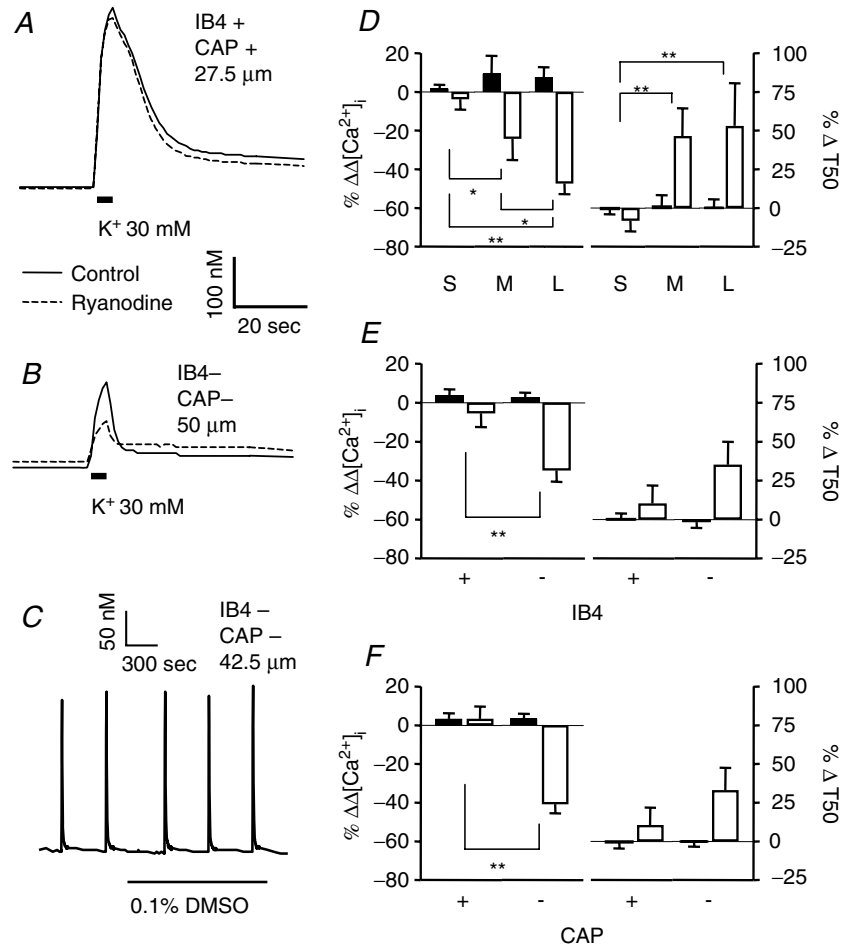 A
IB4 +
CAP +
27.5 μm
K+ 30 mM
Control
Ryanodine
100 nM
20 sec
B
IB4–
CAP–
50 μm
K+ 30 mM
C
50 nM
300 sec
IB4 –
CAP –
42.5 μm
0.1% DMSO
D
% ΔΔ[Ca2+]i
20
0
–20
–40
–60
–80
*
*
**
S M L
**
**
S M L
100
75
50
25
0
–25
% Δ T50
E
% ΔΔ[Ca2+]i
20
0
–20
–40
–60
–80
**
+ - + -
IB4
100
75
50
25
0
–25
% Δ T50
F
% ΔΔ[Ca2+]i
20
0
–20
–40
–60
–80
**
+ - + -
CAP
100
75
50
25
0
–25
% Δ T50